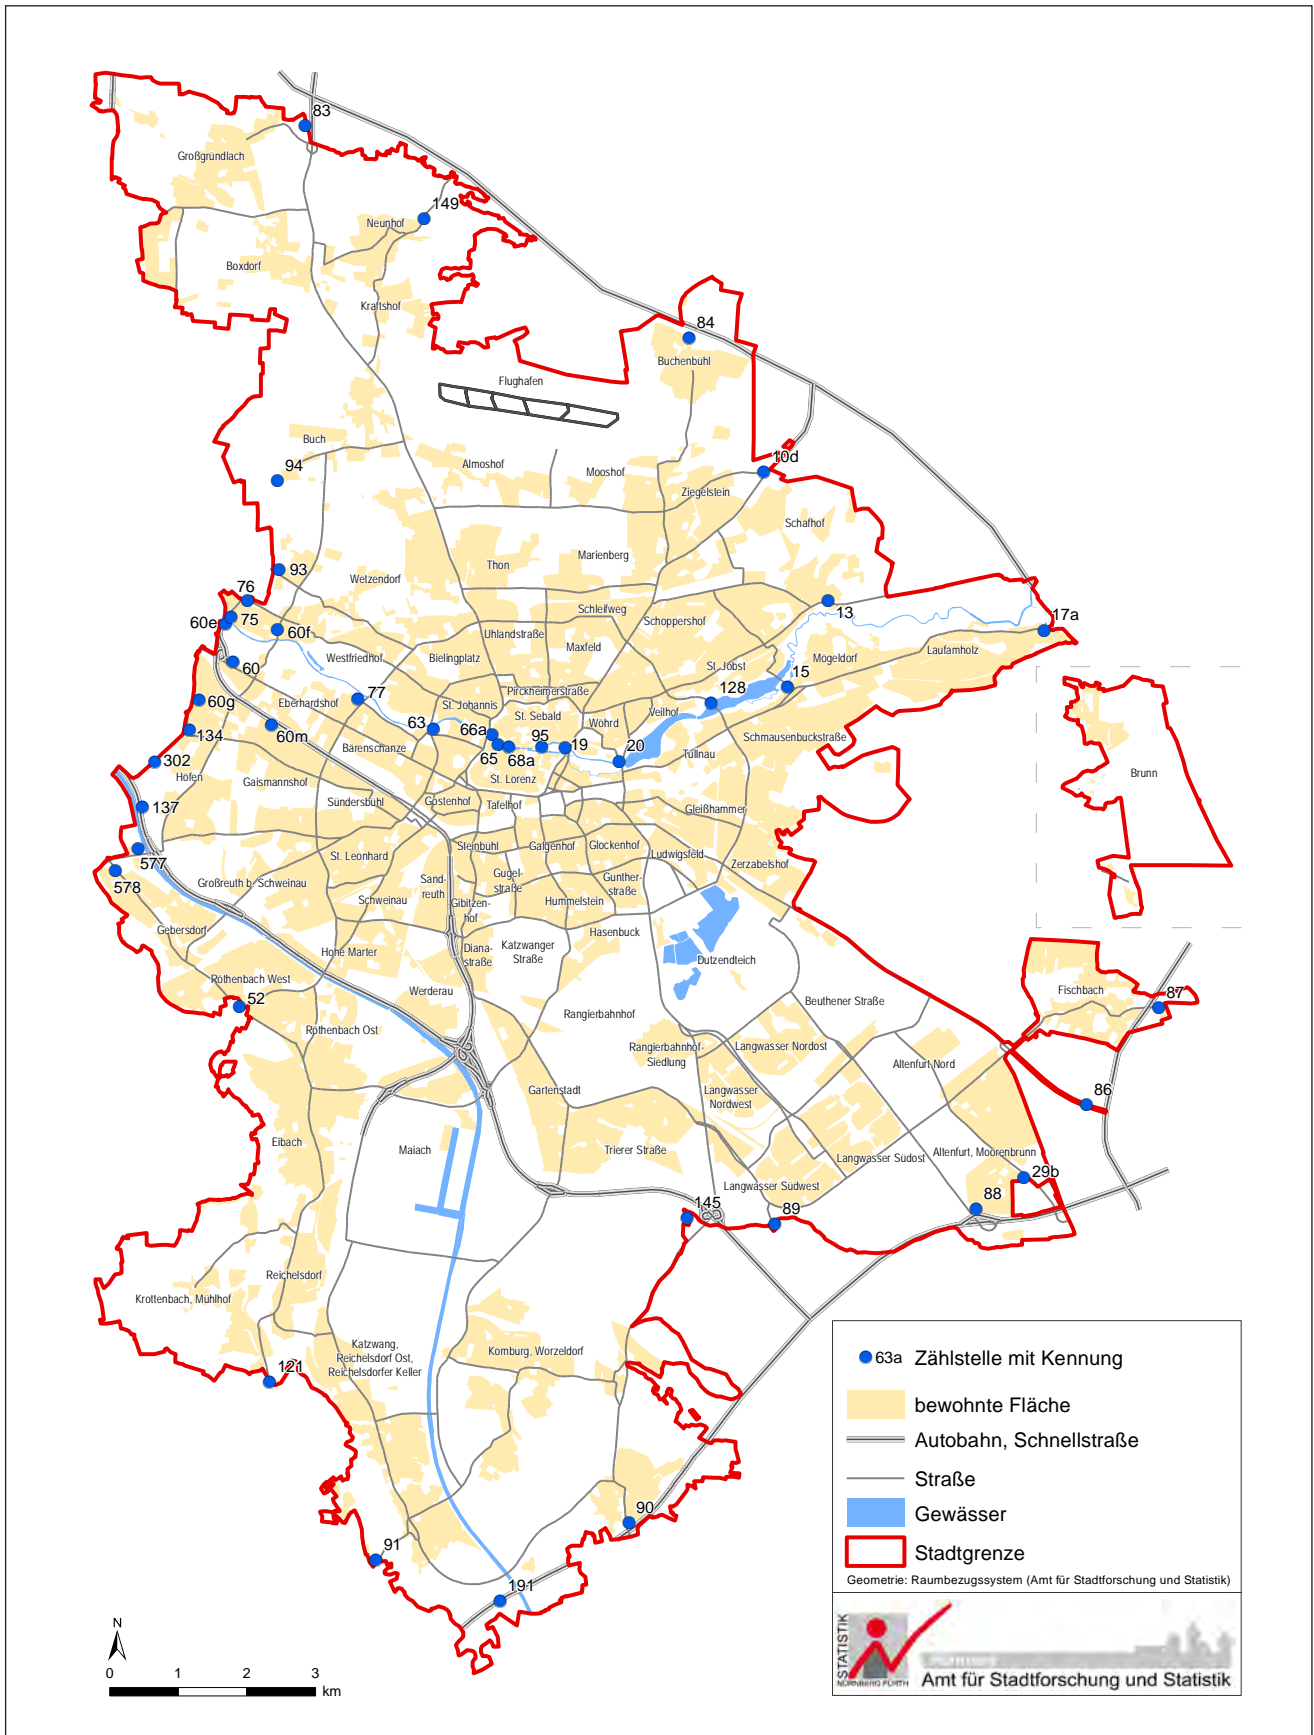 83
Großgründlach
149
Neunhof
Boxdorf
Kraftshof
84
Buchenbühl
Flughafen
Buch
94
Almoshof
Mooshof
10d
Ziegelstein
Schafhof
Marienberg
Thon
93
Wetzendorf
76
Schleifweg
13
75
60e
60f
Uhlandstraße
Schoppershof
17a
Maxfeld
Laufamholz
Westfriedhof
Bielingplatz
Mögeldorf
60
St. Jobst
15
Pirckheimerstraße
128
77
60g
Eberhardshof
St. Johannis
St. Sebald
Veilhof
134
60m
63
66a
95
Wöhrd
Schmausenbuckstraße
Bärenschanze
65
68a
19
20
Tullnau
302
Höfen
Gaismannshof
St. Lorenz
Brunn
137
Sündersbühl
Gostenhof
Tafelhof
Gleißhammer
577
St. Leonhard
Steinbühl
Galgenhof
Glockenhof
Ludwigsfeld
Zerzabelshof
578
Großreuth b. Schweinau
Sand-
reuth
Gugel-
straße
Gunther-
straße
Schweinau
Gibitzen-
hof
Hummelstein
Gebersdorf
Hasenbuck
Hohe Marter
Diana-
straße
Katzwanger
Straße
Dutzendteich
Röthenbach West
Werderau
Fischbach
87
52
Beuthener Straße
Röthenbach Ost
Rangierbahnhof
Rangierbahnhof-
Siedlung
Langwasser Nordost
Altenfurt Nord
Gartenstadt
Langwasser
Nordwest
86
Eibach
Maiach
Trierer Straße
Langwasser Südost
Altenfurt, Moorenbrunn
29b
Langwasser Südwest
145
89
88
Reichelsdorf
Krottenbach, Mühlhof
Katzwang,
Reichelsdorf Ost,
Reichelsdorfer Keller
Kornburg, Worzeldorf
121
90
91
191
63a Zählstelle mit Kennung
bewohnte Fläche
Autobahn, Schnellstraße
Straße
Gewässer
Stadtgrenze
Geometrie: Raumbezugssystem (Amt für Stadtforschung und Statistik)
STATISTIK
NÜRNBERG FÜRTH
Amt für Stadtforschung und Statistik
N
0 1 2 3
km